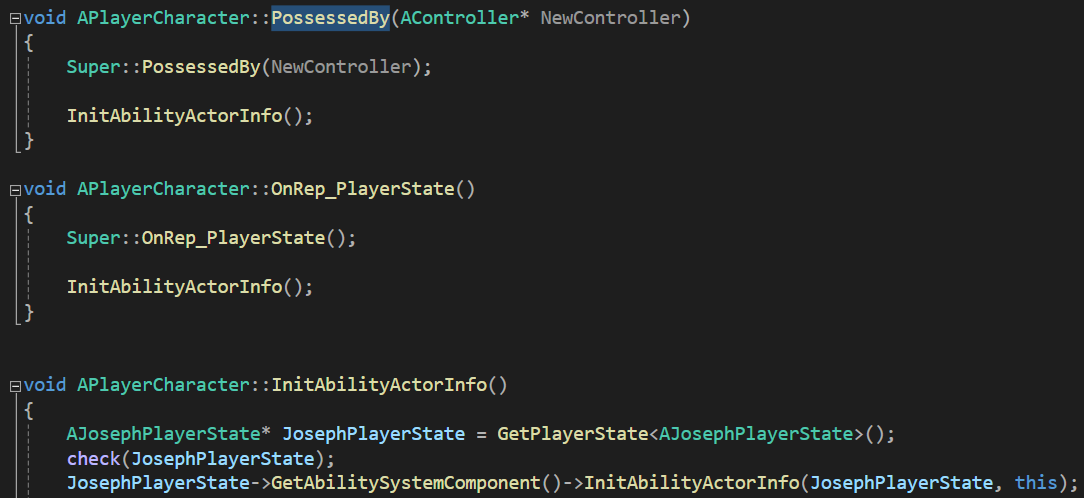 void APlayerCharacter::PossessedBy(AController* NewController)
{
Super::PossessedBy(NewController);
InitAbilityActorInfo();
}
void APlayerCharacter::OnRep_PlayerState()
{
Super::OnRep_PlayerState();
InitAbilityActorInfo();
}
void APlayerCharacter::InitAbilityActorInfo()
{
AJosephPlayerState* JosephPlayerState = GetPlayerState<AJosephPlayerState>();
check(JosephPlayerState);
JosephPlayerState->GetAbilitySystemComponent()->InitAbilityActorInfo(JosephPlayerState, this);